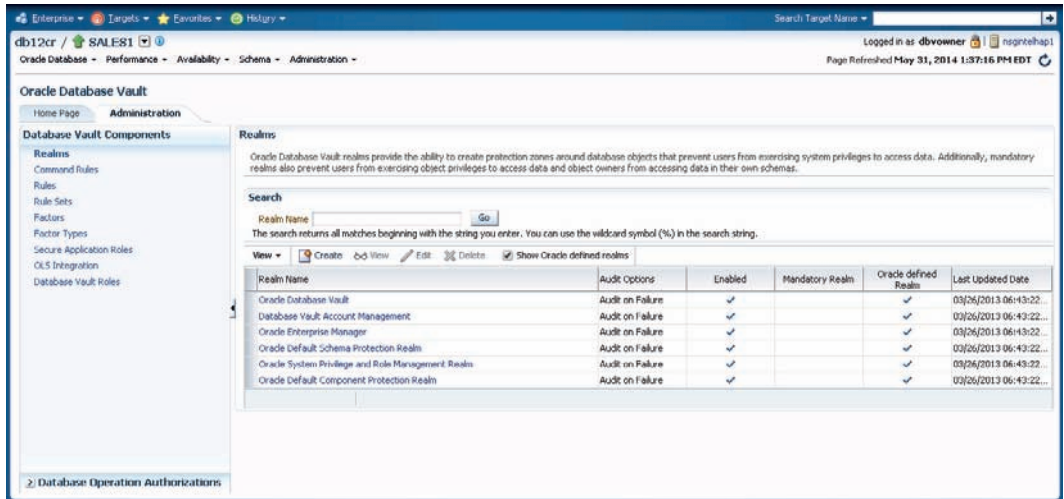 Enterprise Targets Favorites History Search Target Name
db12cr / SALES1 Logged in as dbvowner nsgintelhap1
Oracle Database Performance Availability Schema Administration Page Refreshed May 31, 2014 1:37:16 PM EDT
Oracle Database Vault
Home Page Administration
Database Vault Components
Realms
Command Rules
Rules
Rule Sets
Factors
Factor Types
Secure Application Roles
OLS Integration
Database Vault Roles
Database Operation Authorizations
Realms
Oracle Database Vault realms provide the ability to create protection zones around database objects that prevent users from exercising system privileges to access data. Additionally, mandatory
realms also prevent users from exercising object privileges to access data and object owners from accessing data in their own schemas.
Search
Realm Name Go
The search returns all matches beginning with the string you enter. You can use the wildcard symbol (%) in the search string.
View Create View Edit Delete Show Oracle defined realms
Realm Name Audit Options Enabled Mandatory Realm Oracle defined Realm Last Updated Date
Oracle Database Vault Audit on Failure 03/26/2013 06:43:22...
Database Vault Account Management Audit on Failure 03/26/2013 06:43:22...
Oracle Enterprise Manager Audit on Failure 03/26/2013 06:43:22...
Oracle Default Schema Protection Realm Audit on Failure 03/26/2013 06:43:22...
Oracle System Privilege and Role Management Realm Audit on Failure 03/26/2013 06:43:22...
Oracle Default Component Protection Realm Audit on Failure 03/26/2013 06:43:22...